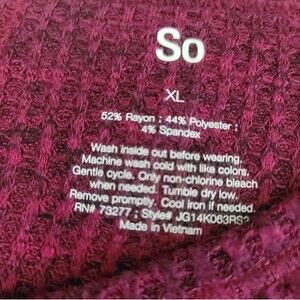 So
XL
52% Rayon ; 44% Polyester ;
4% Spandex
Wash inside out before wearing.
Machine wash cold with like colors.
Gentle cycle. Only non-chlorine bleach
when needed. Tumble dry low.
Remove promptly. Cool iron if needed.
RN# 73277 ; Style# JG14K063RS2
Made in Vietnam